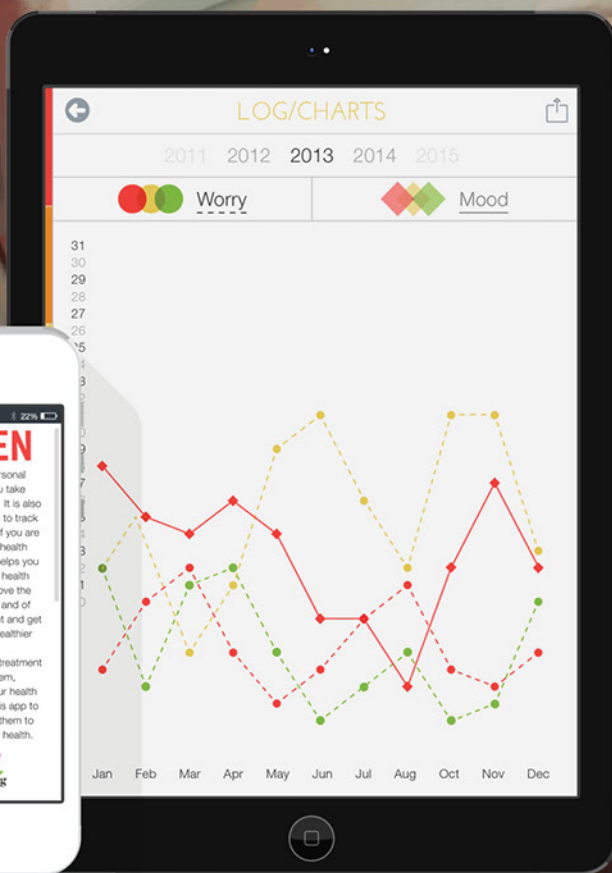 LOG/CHARTS
2011 2012 2013 2014 2015
Worry
Mood
31
30
29
28
27
26
22%
EN
u take
It is also
to track
if you are
health
elps you
health
ove the
and of
nt and get
ealthier
treatment
em,
ur health
is app to
them to
health.
Jan Feb Mar Apr May Jun Jul Aug Oct Nov Dec